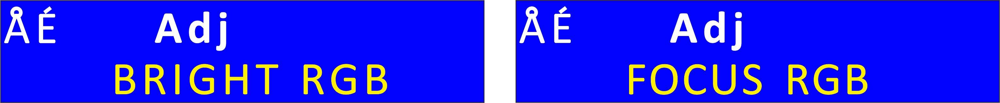 ÅÉ Adj
BRIGHT RGB
ÅÉ Adj
FOCUS RGB